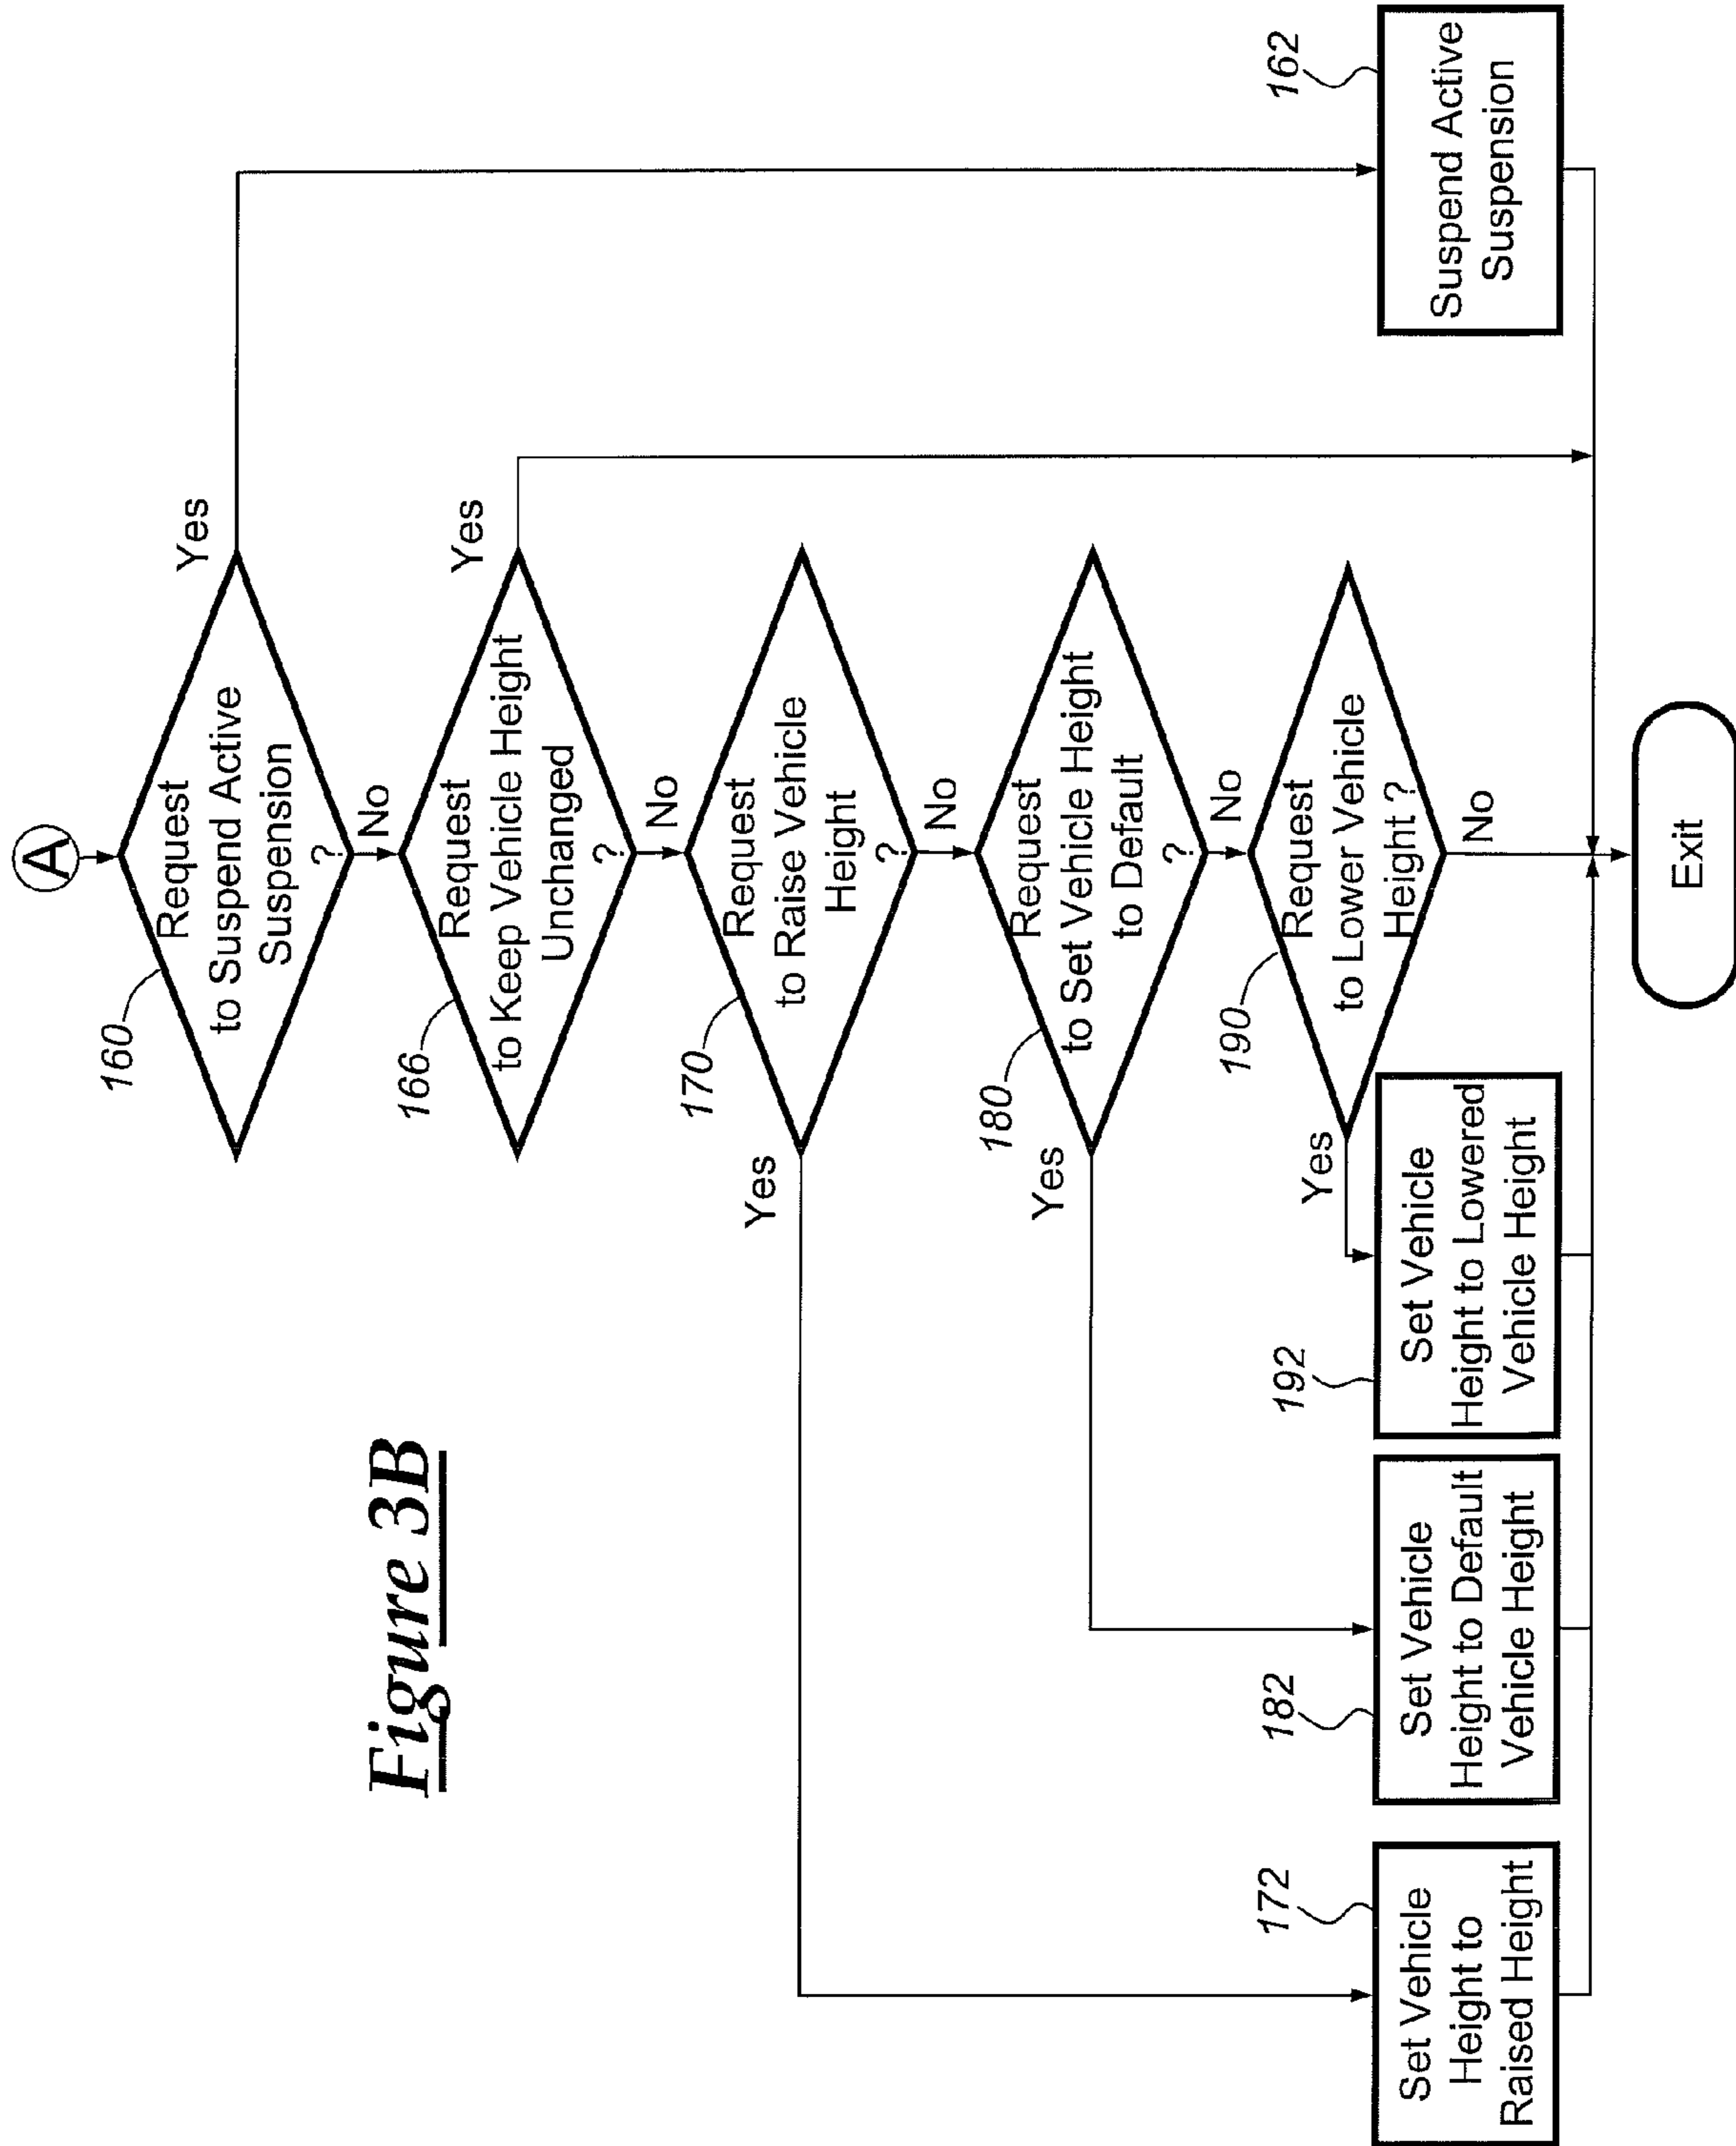 A
Request
to Suspend Active
Suspension
?
160
Yes
No
Request
to Keep Vehicle Height
Unchanged
?
166
Yes
No
Request
to Raise Vehicle
Height
?
170
Yes
No
Request
to Set Vehicle Height
to Default
?
180
Yes
No
Request
to Lower Vehicle
Height ?
190
Yes
No
Set Vehicle
Height to
Raised Height
172
Set Vehicle
Height to Default
Vehicle Height
182
Set Vehicle
Height to Lowered
Vehicle Height
192
Suspend Active
Suspension
162
Exit
Figure 3B